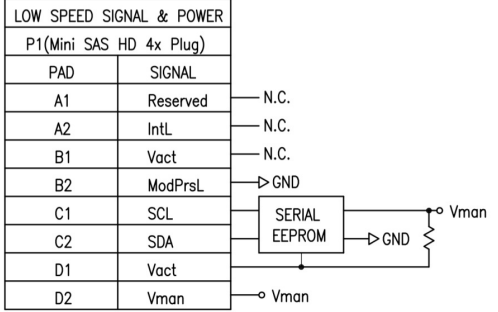 LOW SPEED SIGNAL & POWER
P1(Mini SAS HD 4x Plug)
PAD SIGNAL
A1 Reserved N.C.
A2 IntL N.C.
B1 Vact N.C.
B2 ModPrsL GND
C1 SCL SERIAL Vman
C2 SDA EEPROM GND
D1 Vact
D2 Vman Vman